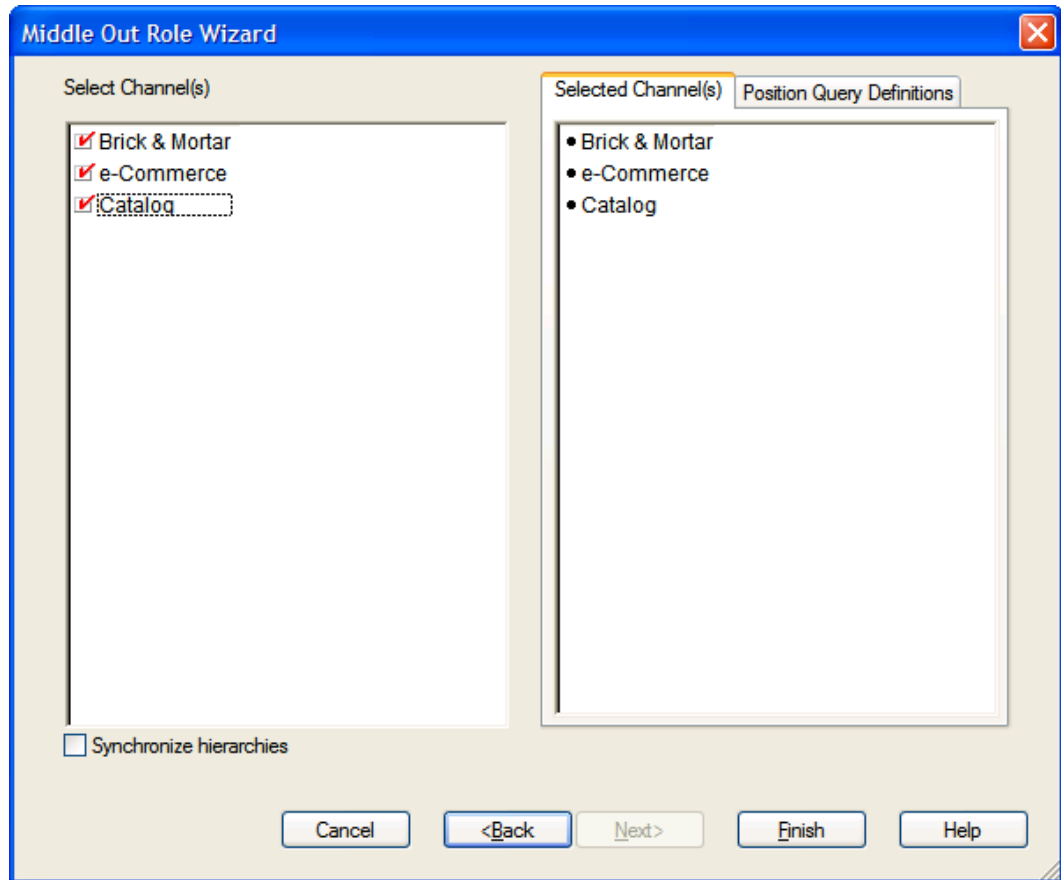 Middle Out Role Wizard
Select Channel(s)
Brick & Mortar
e-Commerce
Catalog
Synchronize hierarchies
Selected Channel(s) Position Query Definitions
• Brick & Mortar
• e-Commerce
• Catalog
Cancel <Back Next> Finish Help